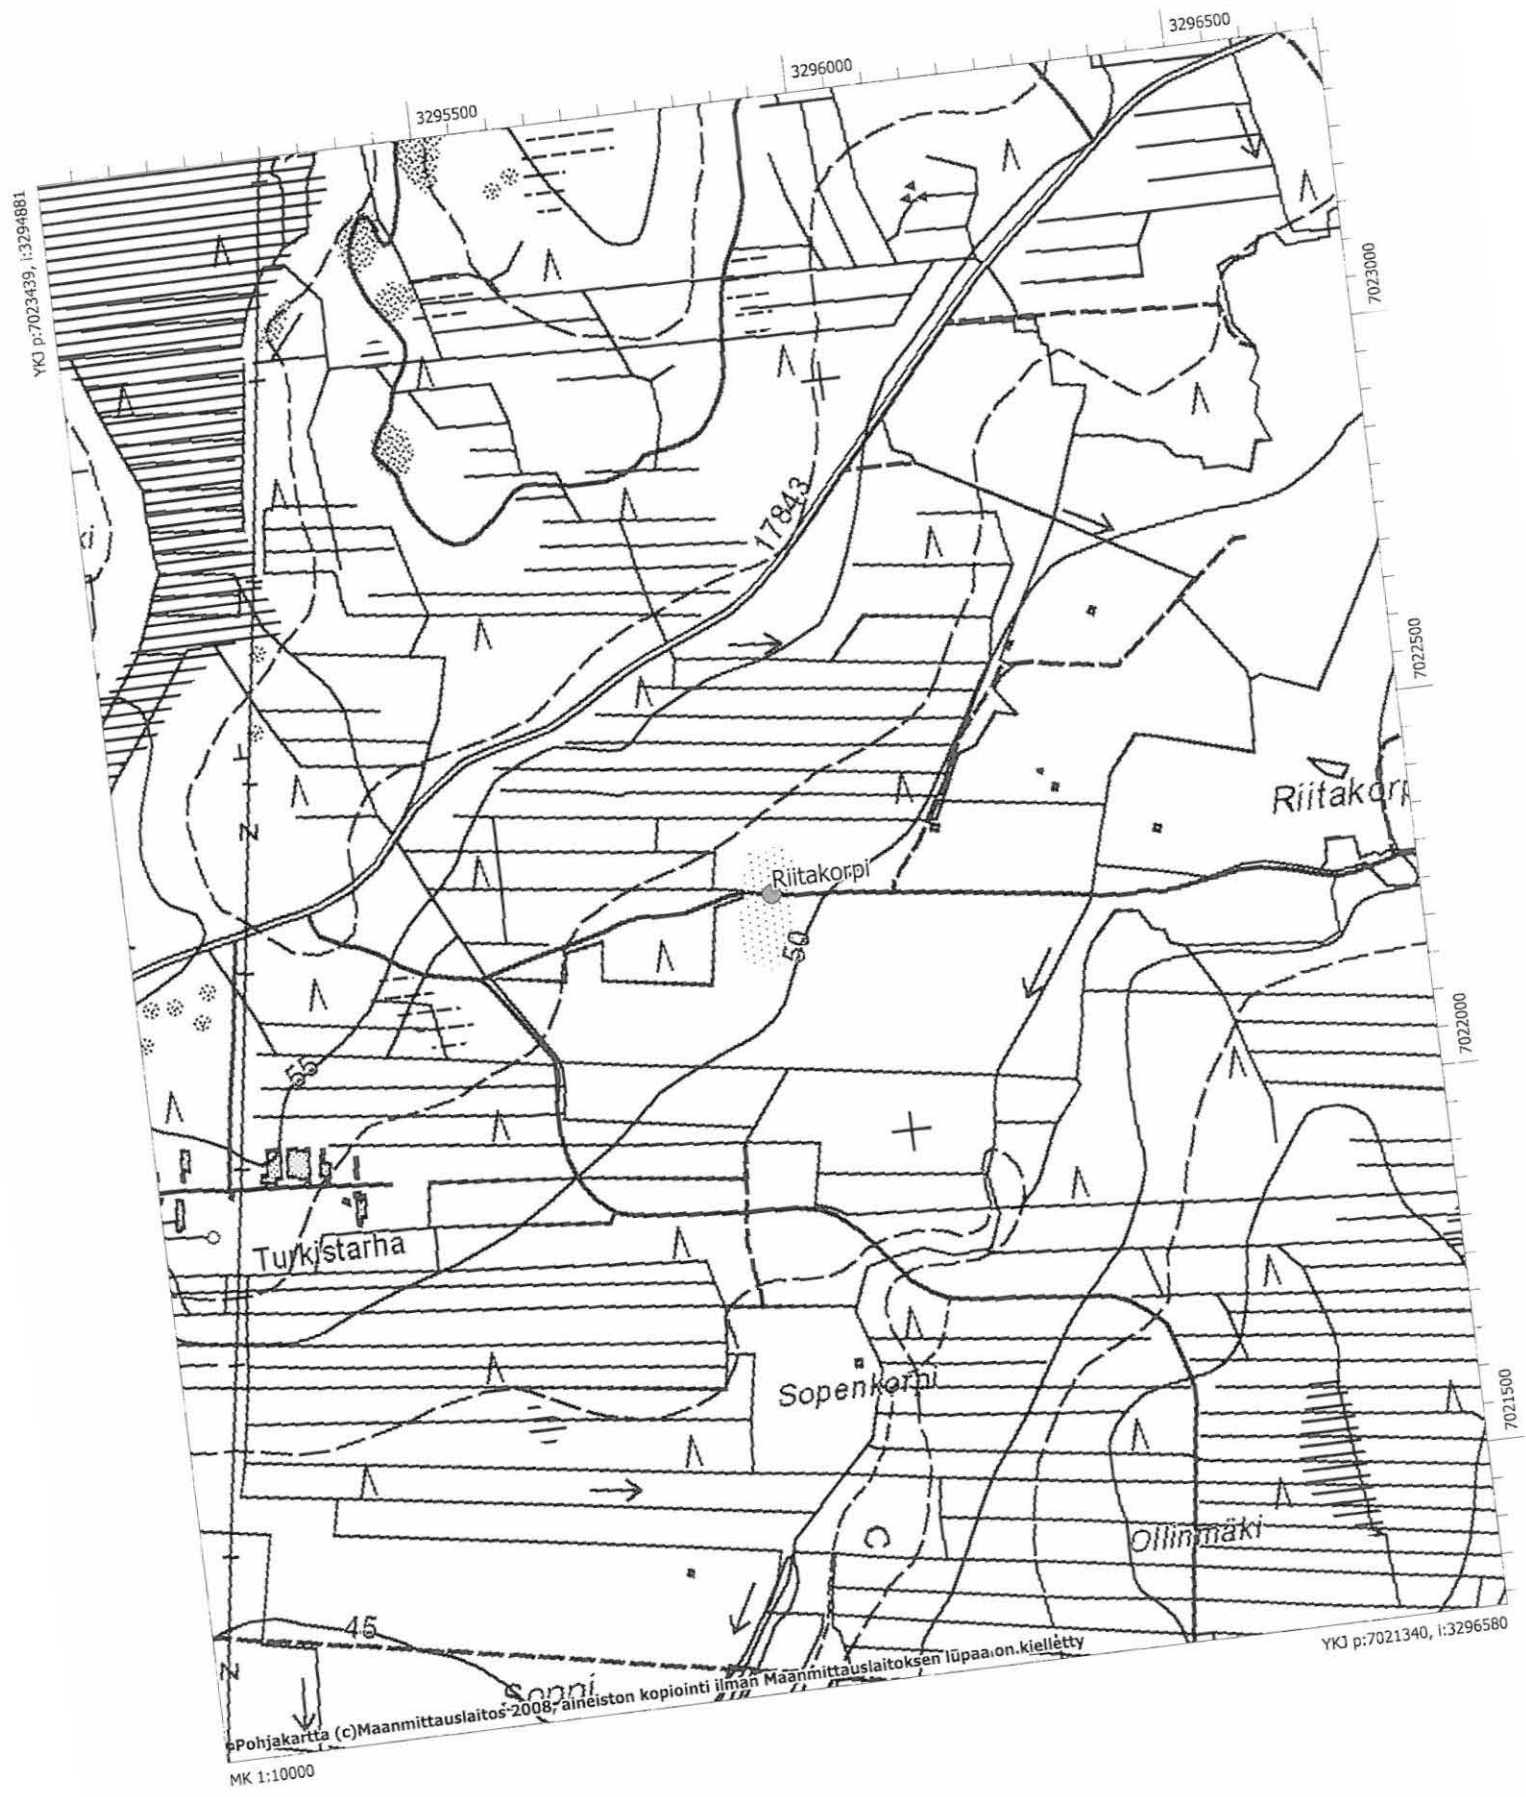 3296500
3296000
3295500
YKJ p:7023439, i:3294881
7023000
17843
7022500
Riitakorpi
Riitakorpi
50
7022000
55
Turkistarha
Sopenkorpi
7021500
Ollinmäki
45
YKJ p:7021340, i:3296580
Pohjakartta (c)Maanmittauslaitos 2008, aineiston kopiointi ilman Maanmittauslaitoksen lupaa on kielletty
MK 1:10000